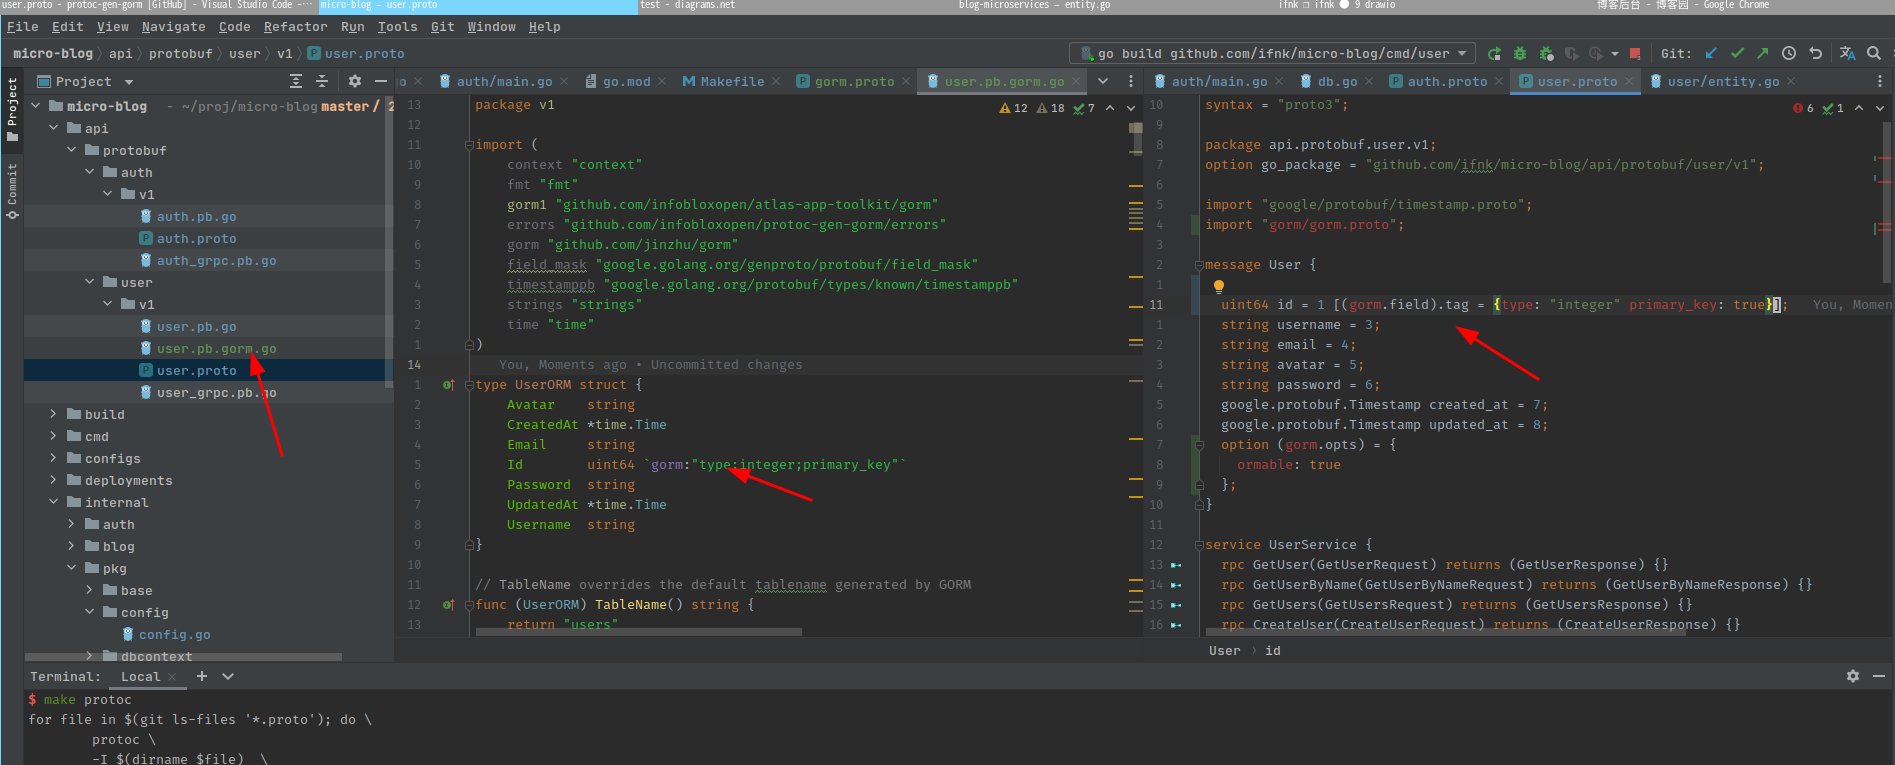 user.proto - protoc-gen-gorm [GitHub] - Visual Studio Code -···
micro-blog – user.proto
test - diagrams.net
blog-microservices – entity.go
ifnk ❐ ifnk ● 9 drawio
博客后台 - 博客园 - Google Chrome
File Edit View Navigate Code Refactor Run Tools Git Window Help
micro-blog 〉 api 〉 protobuf 〉 user 〉 v1 〉 user.proto
go build github.com/ifnk/micro-blog/cmd/user
Git:
Project
Commit
Project
micro-blog - ~/proj/micro-blog master / 2
api
protobuf
auth
v1
auth.pb.go
auth.proto
auth_grpc.pb.go
user
v1
user.pb.go
user.pb.gorm.go
user.proto
user_grpc.pb.go
build
cmd
configs
deployments
internal
auth
blog
pkg
base
config
config.go
dbcontext
o × auth/main.go × go.mod × Makefile × gorm.proto × user.pb.gorm.go ×
12 18 7
13 package v1
12
11 import (
10 context "context"
9 fmt "fmt"
8 gorm1 "github.com/infobloxopen/atlas-app-toolkit/gorm"
7 errors "github.com/infobloxopen/protoc-gen-gorm/errors"
6 gorm "github.com/jinzhu/gorm"
5 field_mask "google.golang.org/genproto/protobuf/field_mask"
4 timestamppb "google.golang.org/protobuf/types/known/timestamppb"
3 strings "strings"
2 time "time"
1 )
14 You, Moments ago • Uncommitted changes
1 type UserORM struct {
2 Avatar string
3 CreatedAt *time.Time
4 Email string
5 Id uint64 `gorm:"type:integer;primary_key"`
6 Password string
7 UpdatedAt *time.Time
8 Username string
9 }
10
11 // TableName overrides the default tablename generated by GORM
12 func (UserORM) TableName() string {
13 return "users"
auth/main.go × db.go × auth.proto × user.proto × user/entity.go ×
6 1
10 syntax = "proto3";
9
8 package api.protobuf.user.v1;
7 option go_package = "github.com/ifnk/micro-blog/api/protobuf/user/v1";
6
5 import "google/protobuf/timestamp.proto";
4 import "gorm/gorm.proto";
3
2 message User {
1
11 uint64 id = 1 [(gorm.field).tag = {type: "integer" primary_key: true}]; You, Momen
1 string username = 3;
2 string email = 4;
3 string avatar = 5;
4 string password = 6;
5 google.protobuf.Timestamp created_at = 7;
6 google.protobuf.Timestamp updated_at = 8;
7 option (gorm.opts) = {
8 ormable: true
9 };
10 }
11
12 service UserService {
13 rpc GetUser(GetUserRequest) returns (GetUserResponse) {}
14 rpc GetUserByName(GetUserByNameRequest) returns (GetUserByNameResponse) {}
15 rpc GetUsers(GetUsersRequest) returns (GetUsersResponse) {}
16 rpc CreateUser(CreateUserRequest) returns (CreateUserResponse) {}
User 〉 id
Terminal: Local × +
$ make protoc
for file in $(git ls-files '*.proto'); do \
protoc \
-I $(dirname $file) \